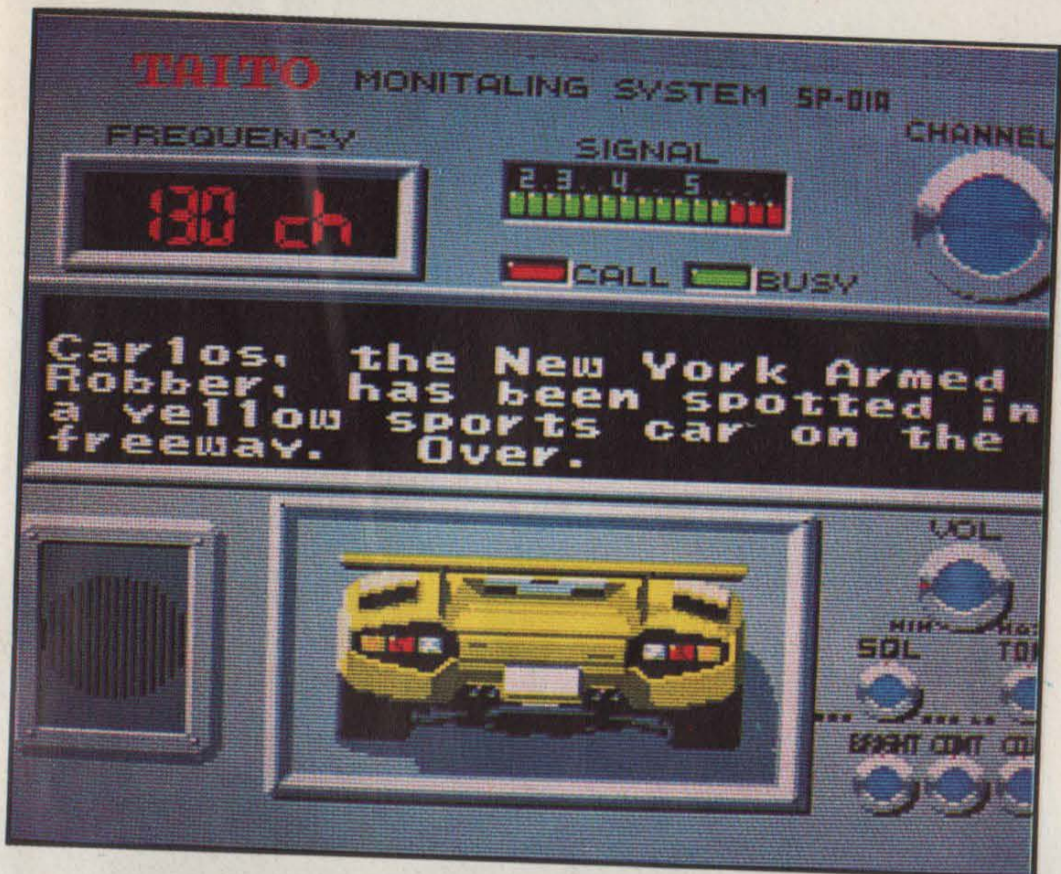 TAITO MONITALING SYSTEM SP-01A
FREQUENCY
SIGNAL
CHANNEL
130 ch
2.3..4...5....
CALL
BUSY
Carlos, the New York Armed
Robber, has been spotted in
a yellow sports car on the
freeway. Over.
VOL
MIN
SQL
BRIGHT CONT